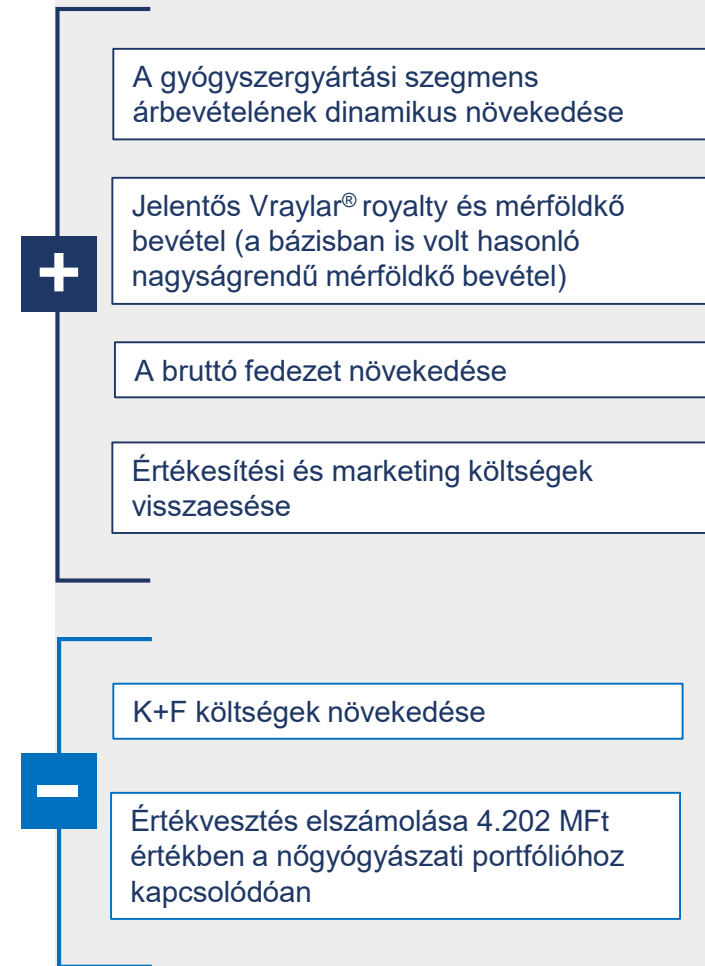 A gyógyszergyártási szegmens
árbevételének dinamikus növekedése
Jelentős Vraylar® royalty és mérföldkő
bevétel (a bázisban is volt hasonló
nagyságrendű mérföldkő bevétel)
+
A bruttó fedezet növekedése
Értékesítési és marketing költségek
visszaesése
K+F költségek növekedése
–
Értékvesztés elszámolása 4.202 MFt
értékben a nőgyógyászati portfólióhoz
kapcsolódóan